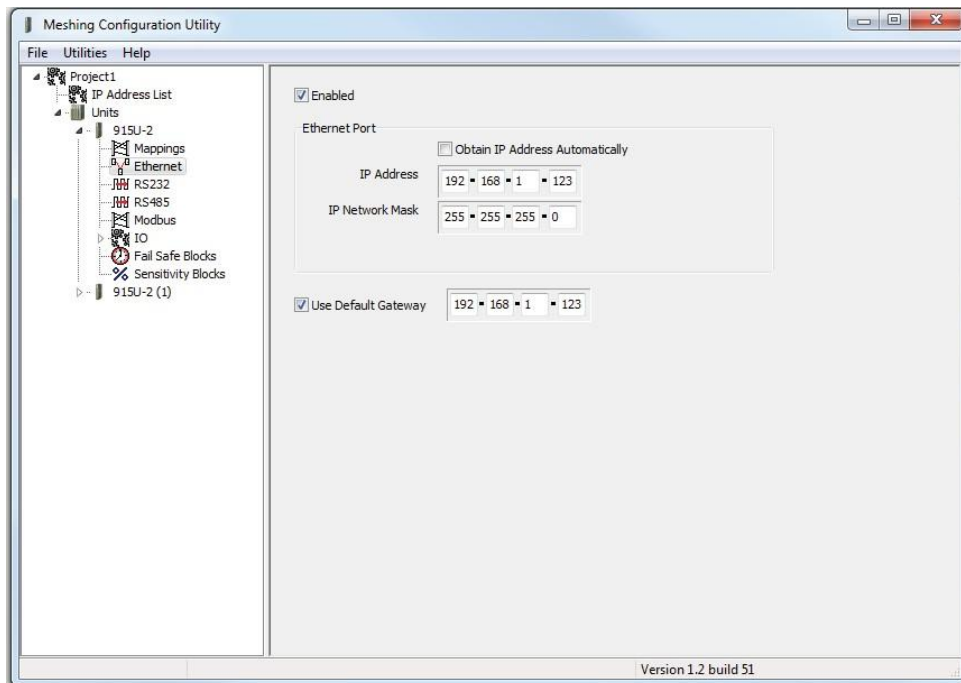 Meshing Configuration Utility
File Utilities Help
Project1
IP Address List
Units
915U-2
Mappings
Ethernet
RS232
RS485
Modbus
IO
Fail Safe Blocks
Sensitivity Blocks
915U-2 (1)
Enabled
Ethernet Port
Obtain IP Address Automatically
IP Address 192 168 1 123
IP Network Mask 255 255 255 0
Use Default Gateway 192 168 1 123
Version 1.2 build 51